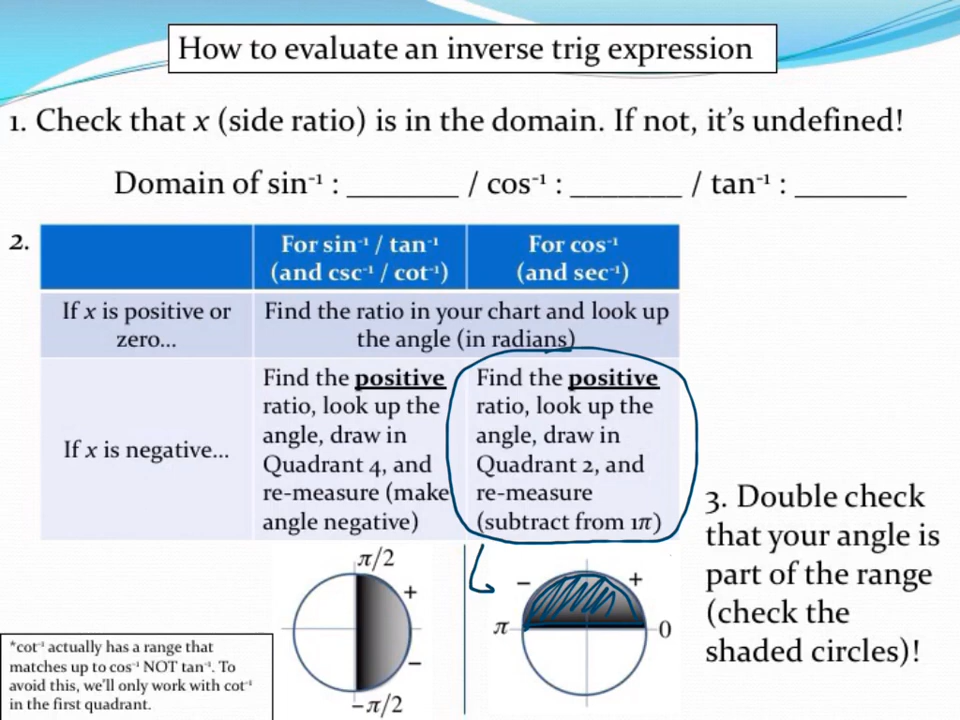 How to evaluate an inverse trig expression
1. Check that x (side ratio) is in the domain. If not, it's undefined!
Domain of sin⁻¹ : _______ / cos⁻¹ : _______ / tan⁻¹ : _______
2.
For sin⁻¹ / tan⁻¹
(and csc⁻¹ / cot⁻¹)
For cos⁻¹
(and sec⁻¹)
If x is positive or
zero...
Find the ratio in your chart and look up
the angle (in radians)
If x is negative...
Find the positive
ratio, look up the
angle, draw in
Quadrant 4, and
re-measure (make
angle negative)
Find the positive
ratio, look up the
angle, draw in
Quadrant 2, and
re-measure
(subtract from 1π)
3. Double check
that your angle is
part of the range
(check the
shaded circles)!
π/2
+
−
−π/2
−
+
π
0
*cot⁻¹ actually has a range that
matches up to cos⁻¹ NOT tan⁻¹. To
avoid this, we'll only work with cot⁻¹
in the first quadrant.